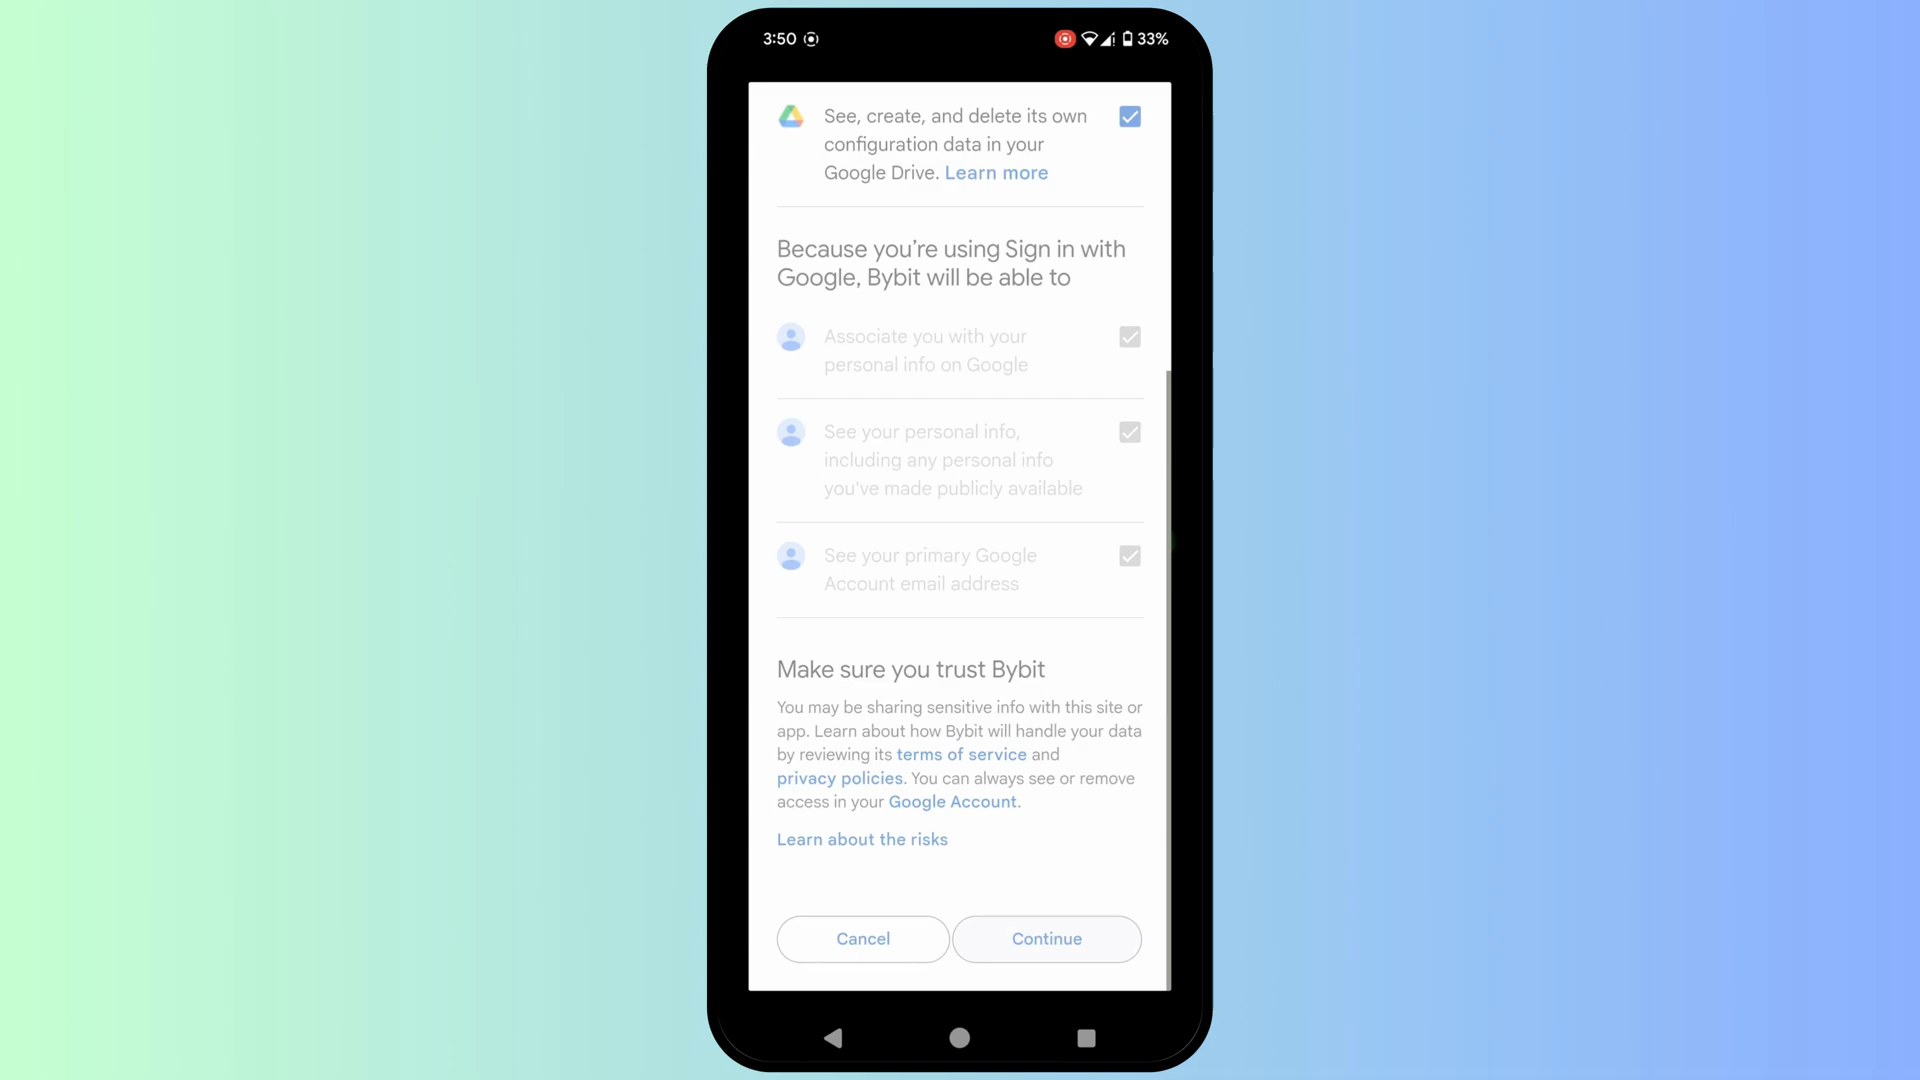 3:50
33%
See, create, and delete its own
configuration data in your
Google Drive. Learn more
Because you’re using Sign in with
Google, Bybit will be able to
Associate you with your
personal info on Google
See your personal info,
including any personal info
you've made publicly available
See your primary Google
Account email address
Make sure you trust Bybit
You may be sharing sensitive info with this site or
app. Learn about how Bybit will handle your data
by reviewing its terms of service and
privacy policies. You can always see or remove
access in your Google Account.
Learn about the risks
Cancel
Continue